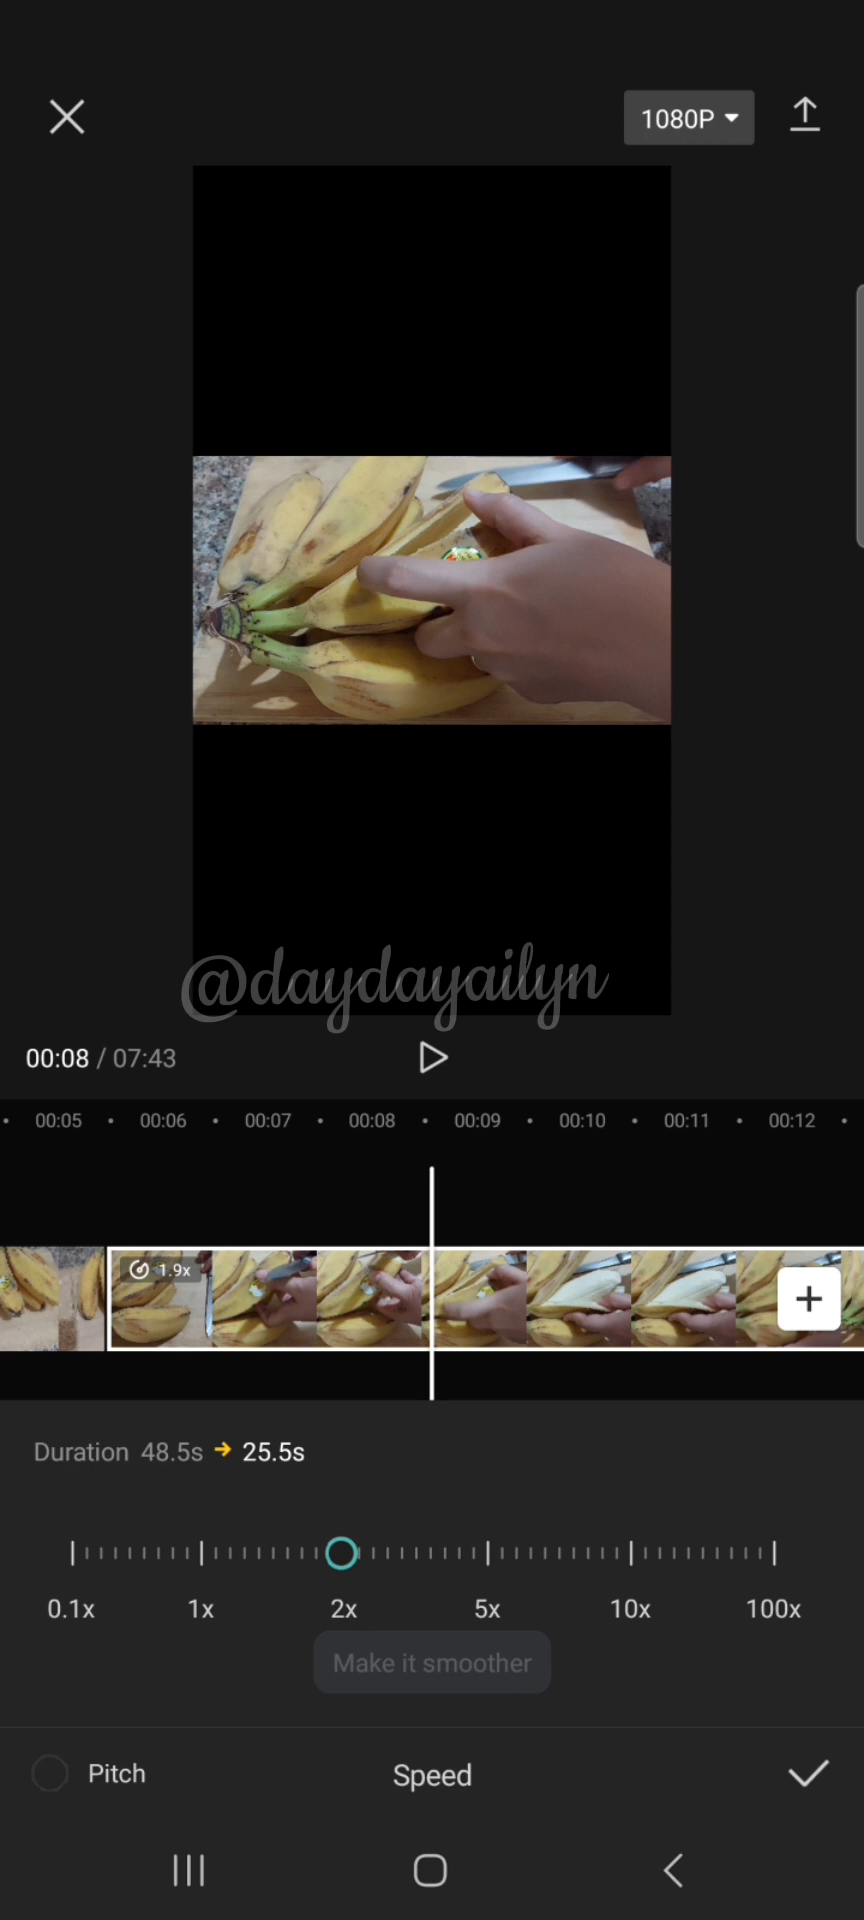 1080P
@daydayailyn
00:08 / 07:43
00:05 00:06 00:07 00:08 00:09 00:10 00:11 00:12
1.9x
Duration 48.5s → 25.5s
0.1x 1x 2x 5x 10x 100x
Make it smoother
Pitch Speed